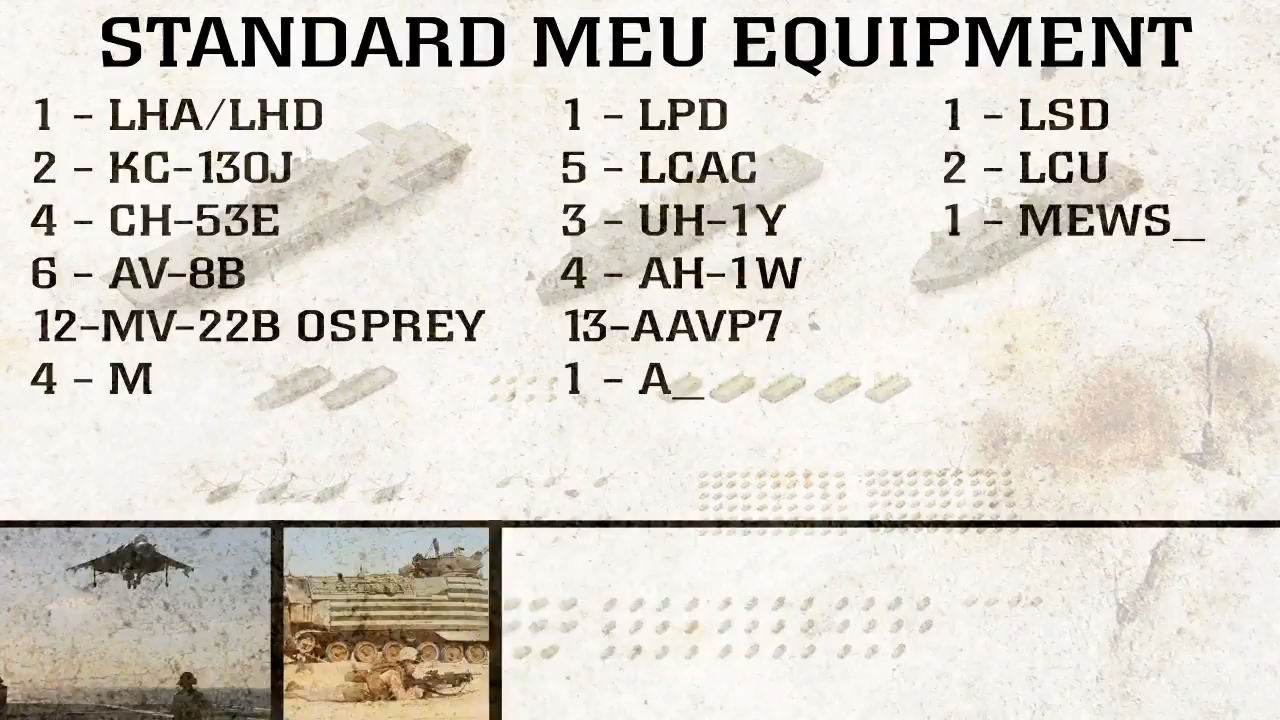 STANDARD MEU EQUIPMENT
1 - LHA/LHD
2 - KC-130J
4 - CH-53E
6 - AV-8B
12-MV-22B OSPREY
4 - M
1 - LPD
5 - LCAC
3 - UH-1Y
4 - AH-1W
13-AAVP7
1 - A_
1 - LSD
2 - LCU
1 - MEWS_